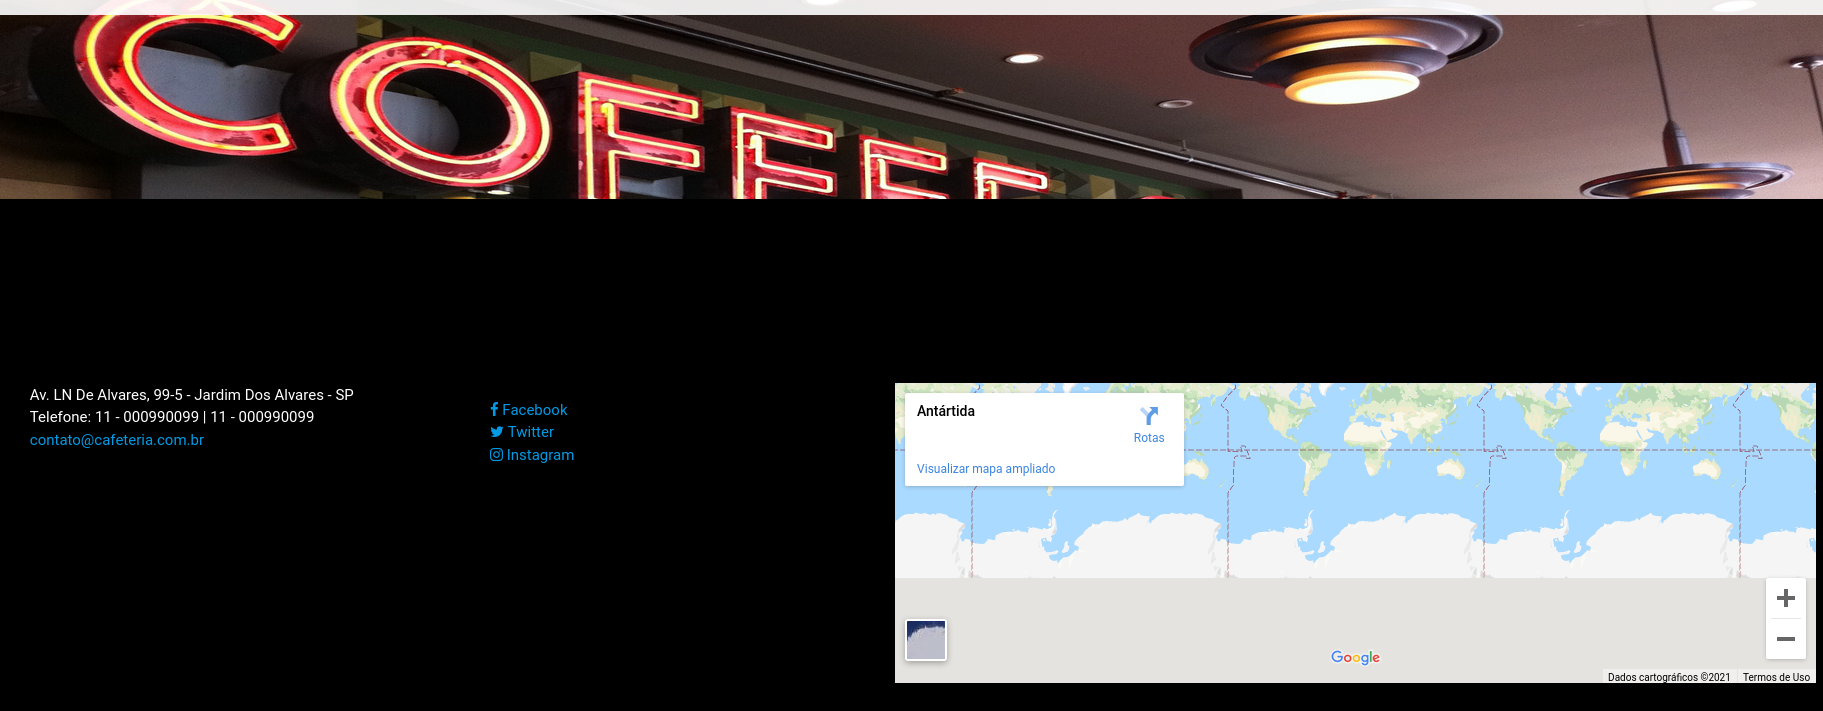 COFFEE
Av. LN De Alvares, 99-5 - Jardim Dos Alvares - SP
Telefone: 11 - 000990099 | 11 - 000990099
contato@cafeteria.com.br
Facebook
Twitter
Instagram
Antártida
Rotas
Visualizar mapa ampliado
Google
Dados cartográficos ©2021
Termos de Uso